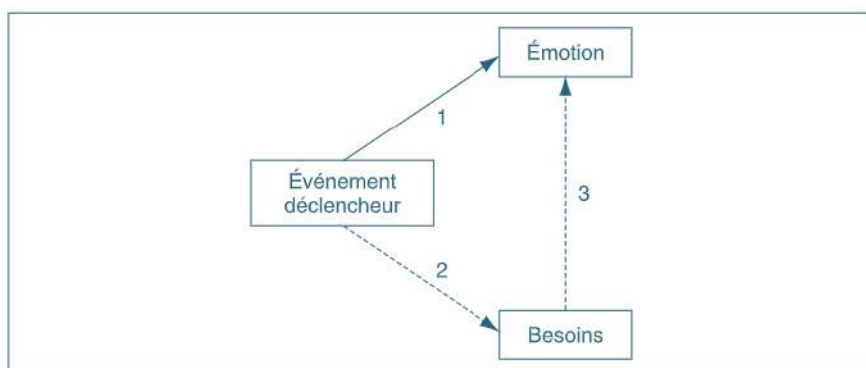 Émotion
1
Événement
déclencheur
3
2
Besoins